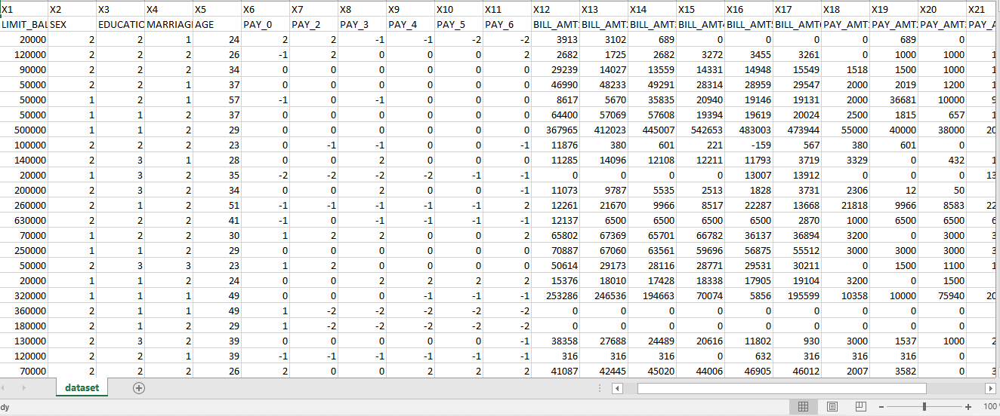 X1 X2 X3 X4 X5 X6 X7 X8 X9 X10 X11 X12 X13 X14 X15 X16 X17 X18 X19 X20 X21
LIMIT_BAL SEX EDUCATIO MARRIAG AGE PAY_0 PAY_2 PAY_3 PAY_4 PAY_5 PAY_6 BILL_AMT BILL_AMT BILL_AMT BILL_AMT BILL_AMT BILL_AMT PAY_AMT PAY_AMT PAY_AMT PAY_A
20000 2 2 1 24 2 2 -1 -1 -2 -2 3913 3102 689 0 0 0 0 689 0
120000 2 2 2 26 -1 2 0 0 0 2 2682 1725 2682 3272 3455 3261 0 1000 1000 1
90000 2 2 2 34 0 0 0 0 0 0 29239 14027 13559 14331 14948 15549 1518 1500 1000 1
50000 2 2 1 37 0 0 0 0 0 0 46990 48233 49291 28314 28959 29547 2000 2019 1200 1
50000 1 2 1 57 -1 0 -1 0 0 0 8617 5670 35835 20940 19146 19131 2000 36681 10000 9
50000 1 1 2 37 0 0 0 0 0 0 64400 57069 57608 19394 19619 20024 2500 1815 657 1
500000 1 1 2 29 0 0 0 0 0 0 367965 412023 445007 542653 483003 473944 55000 40000 38000 20
100000 2 2 2 23 0 -1 -1 0 0 -1 11876 380 601 221 -159 567 380 601 0
140000 2 3 1 28 0 0 2 0 0 0 11285 14096 12108 12211 11793 3719 3329 0 432 1
20000 1 3 2 35 -2 -2 -2 -2 -1 -1 0 0 0 0 13007 13912 0 0 0 13
200000 2 3 2 34 0 0 2 0 0 -1 11073 9787 5535 2513 1828 3731 2306 12 50
260000 2 1 2 51 -1 -1 -1 -1 -1 2 12261 21670 9966 8517 22287 13668 21818 9966 8583 22
630000 2 2 2 41 -1 0 -1 -1 -1 -1 12137 6500 6500 6500 6500 2870 1000 6500 6500 6
70000 1 2 2 30 1 2 2 0 0 2 65802 67369 65701 66782 36137 36894 3200 0 3000 3
250000 1 1 2 29 0 0 0 0 0 0 70887 67060 63561 59696 56875 55512 3000 3000 3000 3
50000 2 3 3 23 1 2 0 0 0 0 50614 29173 28116 28771 29531 30211 0 1500 1100 1
20000 1 1 2 24 0 0 2 2 2 2 15376 18010 17428 18338 17905 19104 3200 0 1500
320000 1 1 1 49 0 0 0 -1 -1 -1 253286 246536 194663 70074 5856 195599 10358 10000 75940 20
360000 2 1 1 49 1 -2 -2 -2 -2 -2 0 0 0 0 0 0 0 0 0
180000 2 1 2 29 1 -2 -2 -2 -2 -2 0 0 0 0 0 0 0 0 0
130000 2 3 2 39 0 0 0 0 0 -1 38358 27688 24489 20616 11802 930 3000 1537 1000 2
120000 2 2 1 39 -1 -1 -1 -1 -1 -1 316 316 316 0 632 316 316 316 0
70000 2 2 2 26 2 0 0 2 2 2 41087 42445 45020 44006 46905 46012 2007 3582 0 3
dataset
dy 100